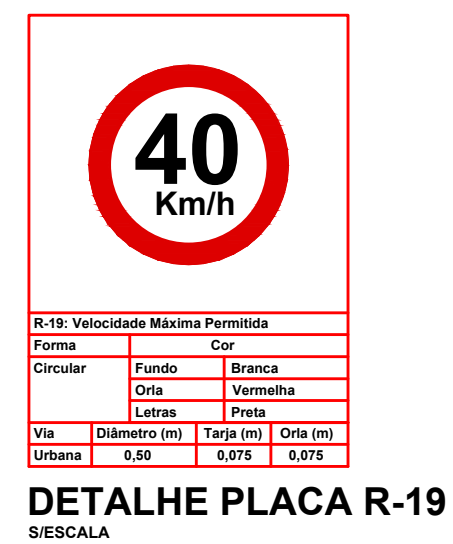 40
Km/h
R-19: Velocidade Máxima Permitida
Forma Cor
Circular Fundo Branca
Orla Vermelha
Letras Preta
Via Diâmetro (m) Tarja (m) Orla (m)
Urbana 0,50 0,075 0,075
DETALHE PLACA R-19
S/ESCALA